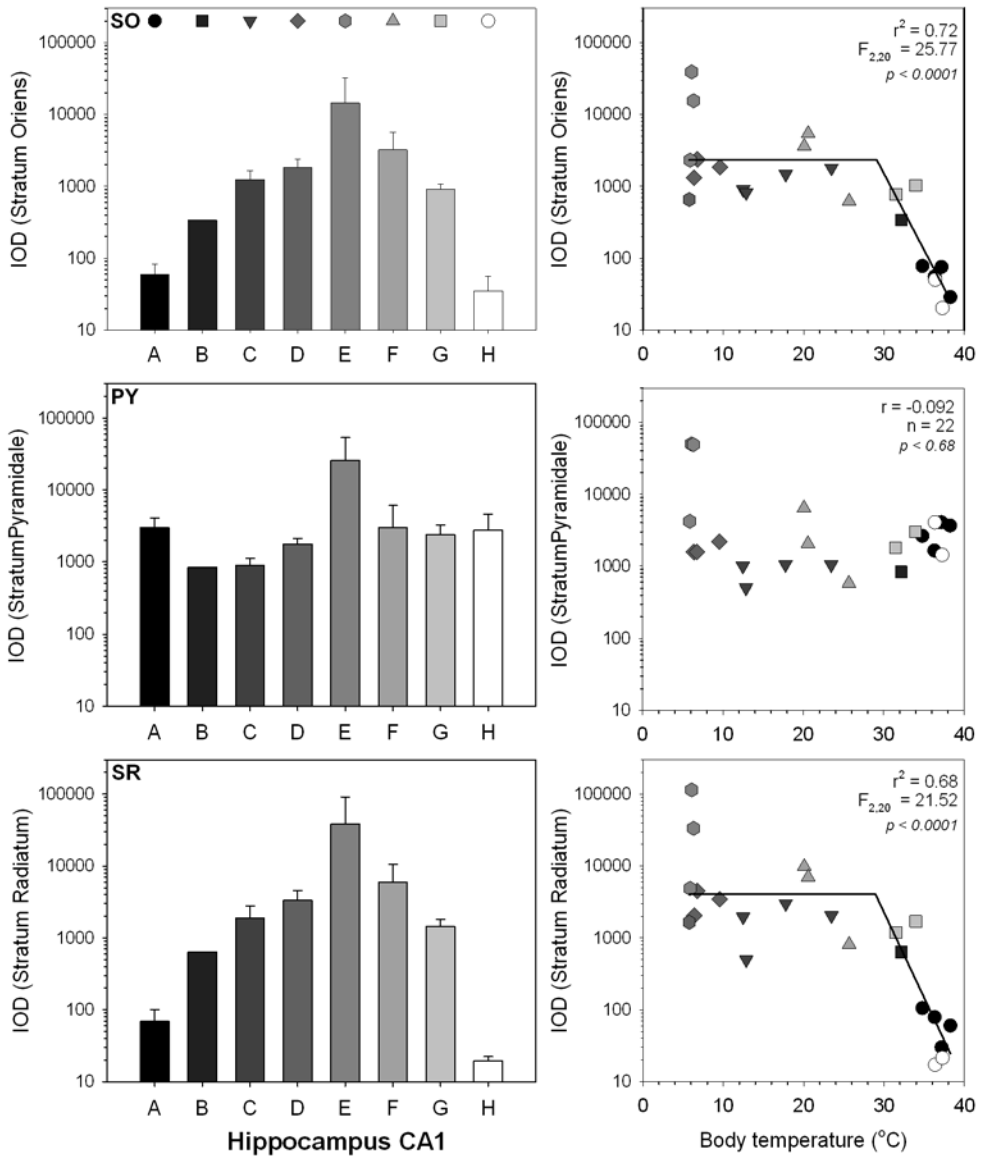 SO
100000
10000
1000
100
10
IOD (Stratum Oriens)
A B C D E F G H
r² = 0.72
F2,20 = 25.77
p < 0.0001
100000
10000
1000
100
10
IOD (Stratum Oriens)
0 10 20 30 40
PY
100000
10000
1000
100
10
IOD (StratumPyramidale)
A B C D E F G H
r = -0.092
n = 22
p < 0.68
100000
10000
1000
100
10
IOD (StratumPyramidale)
0 10 20 30 40
SR
100000
10000
1000
100
10
IOD (Stratum Radiatum)
A B C D E F G H
Hippocampus CA1
r² = 0.68
F2,20 = 21.52
p < 0.0001
100000
10000
1000
100
10
IOD (Stratum Radiatum)
0 10 20 30 40
Body temperature (°C)